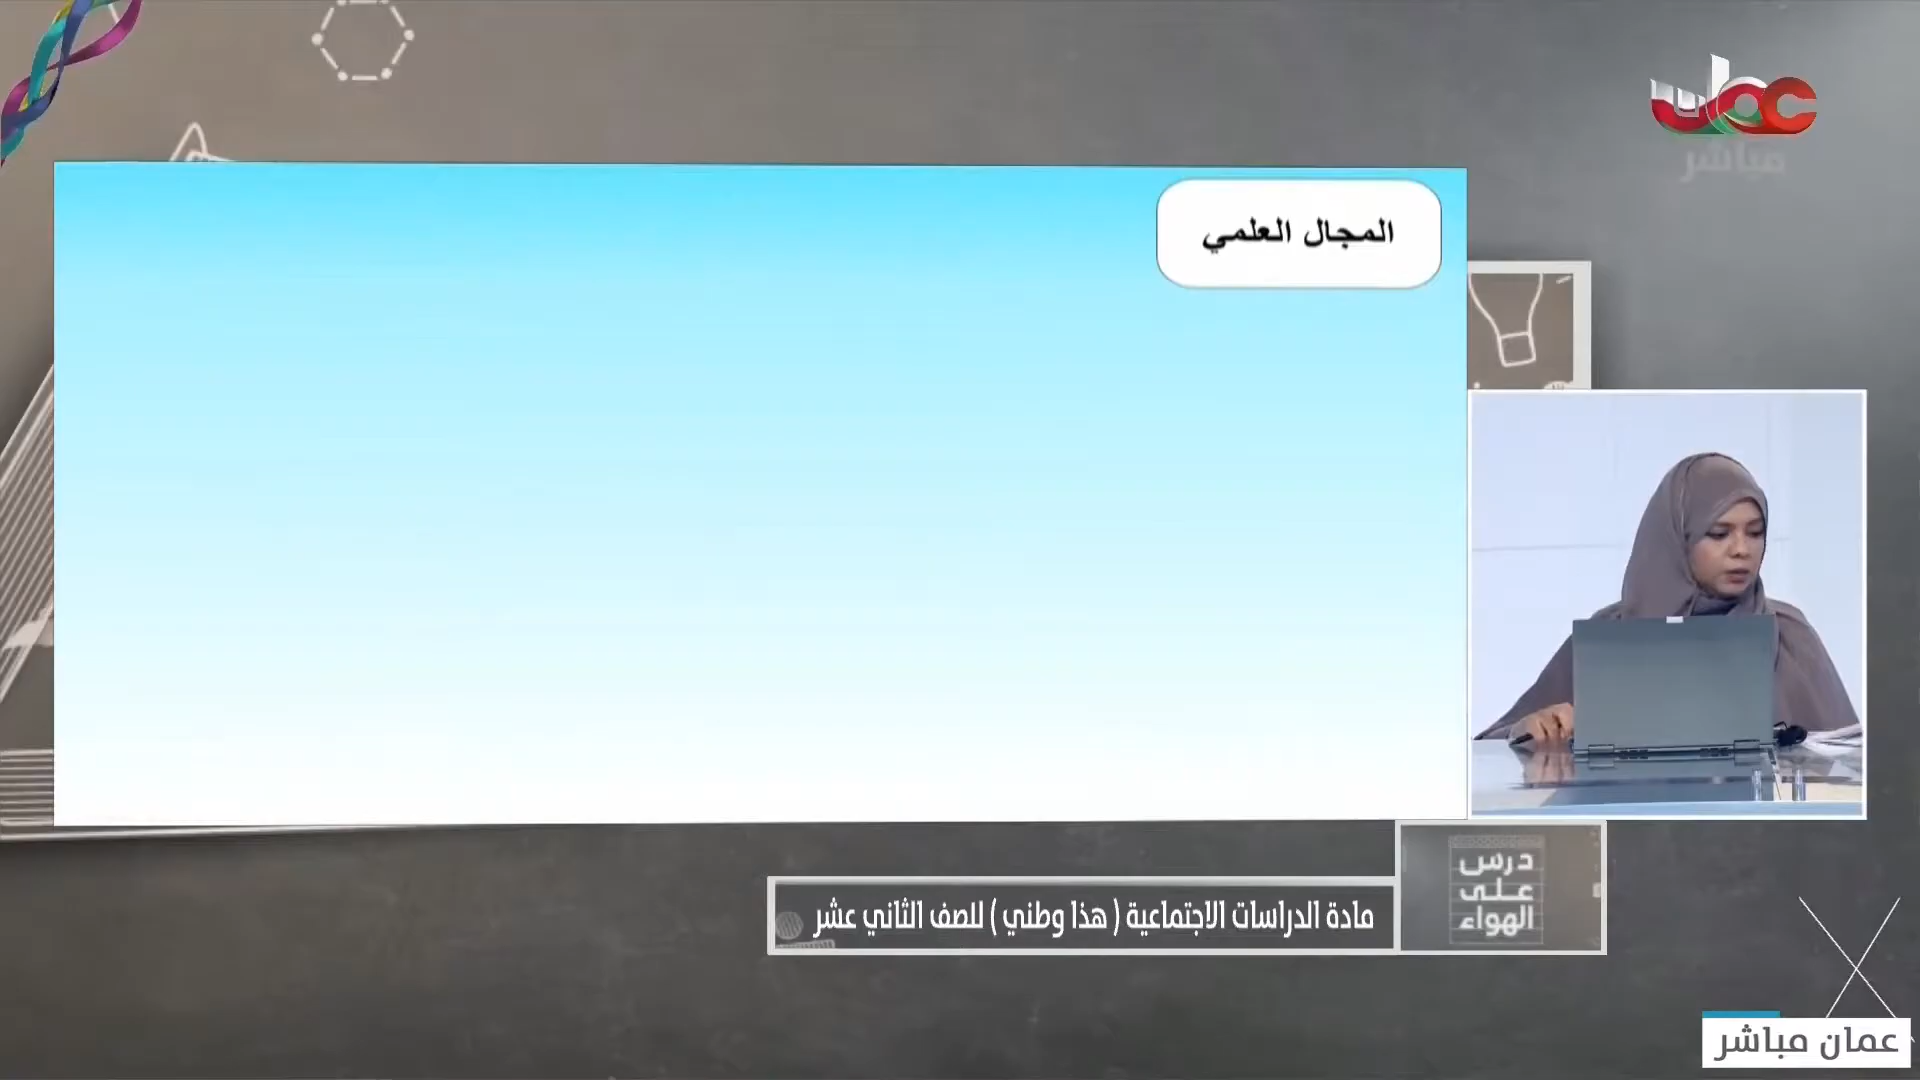 عمان
مباشر
المجال العلمي
درس
على
الهواء
مادة الدراسات الاجتماعية ( هذا وطني ) للصف الثاني عشر
عمان مباشر